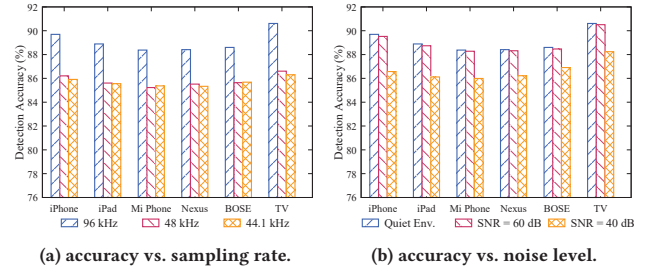 Detection Accuracy (%)
92
90
88
86
84
82
80
78
76
iPhone iPad Mi Phone Nexus BOSE TV
96 kHz 48 kHz 44.1 kHz
(a) accuracy vs. sampling rate.
Detection Accuracy (%)
92
90
88
86
84
82
80
78
76
iPhone iPad Mi Phone Nexus BOSE TV
Quiet Env. SNR = 60 dB SNR = 40 dB
(b) accuracy vs. noise level.